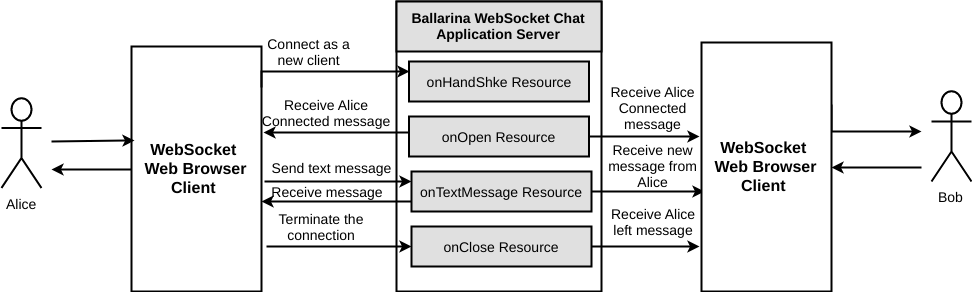 Ballarina WebSocket Chat
Application Server
Connect as a
new client
onHandShke Resource
Receive Alice
Connected message
onOpen Resource
Receive Alice
Connected
message
WebSocket
Web Browser
Client
WebSocket
Web Browser
Client
Send text message
Receive message
onTextMessage Resource
Receive new
message from
Alice
Terminate the
connection
onClose Resource
Receive Alice
left message
Alice
Bob